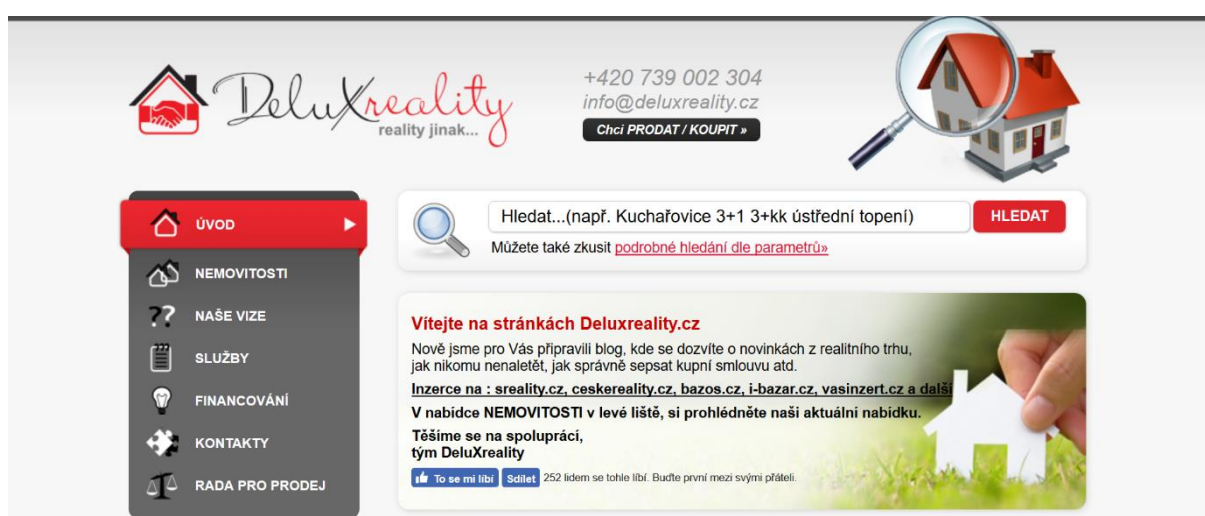 DeluXreality
reality jinak...
+420 739 002 304
info@deluxreality.cz
Chci PRODAT / KOUPIT »
ÚVOD
NEMOVITOSTI
NAŠE VIZE
SLUŽBY
FINANCOVÁNÍ
KONTAKTY
RADA PRO PRODEJ
Hledat...(např. Kuchařovice 3+1 3+kk ústřední topení)
HLEDAT
Můžete také zkusit podrobné hledání dle parametrů»
Vítejte na stránkách Deluxreality.cz
Nově jsme pro Vás připravili blog, kde se dozvíte o novinkách z realitního trhu,
jak nikomu nenaletět, jak správně sepsat kupní smlouvu atd.
Inzerce na : sreality.cz, ceskereality.cz, bazos.cz, i-bazar.cz, vasinzert.cz a další
V nabídce NEMOVITOSTI v levé liště, si prohlédněte naši aktuální nabídku.
Těšíme se na spolupráci,
tým DeluXreality
To se mi líbí Sdílet 252 lidem se tohle líbí. Buďte první mezi svými přáteli.